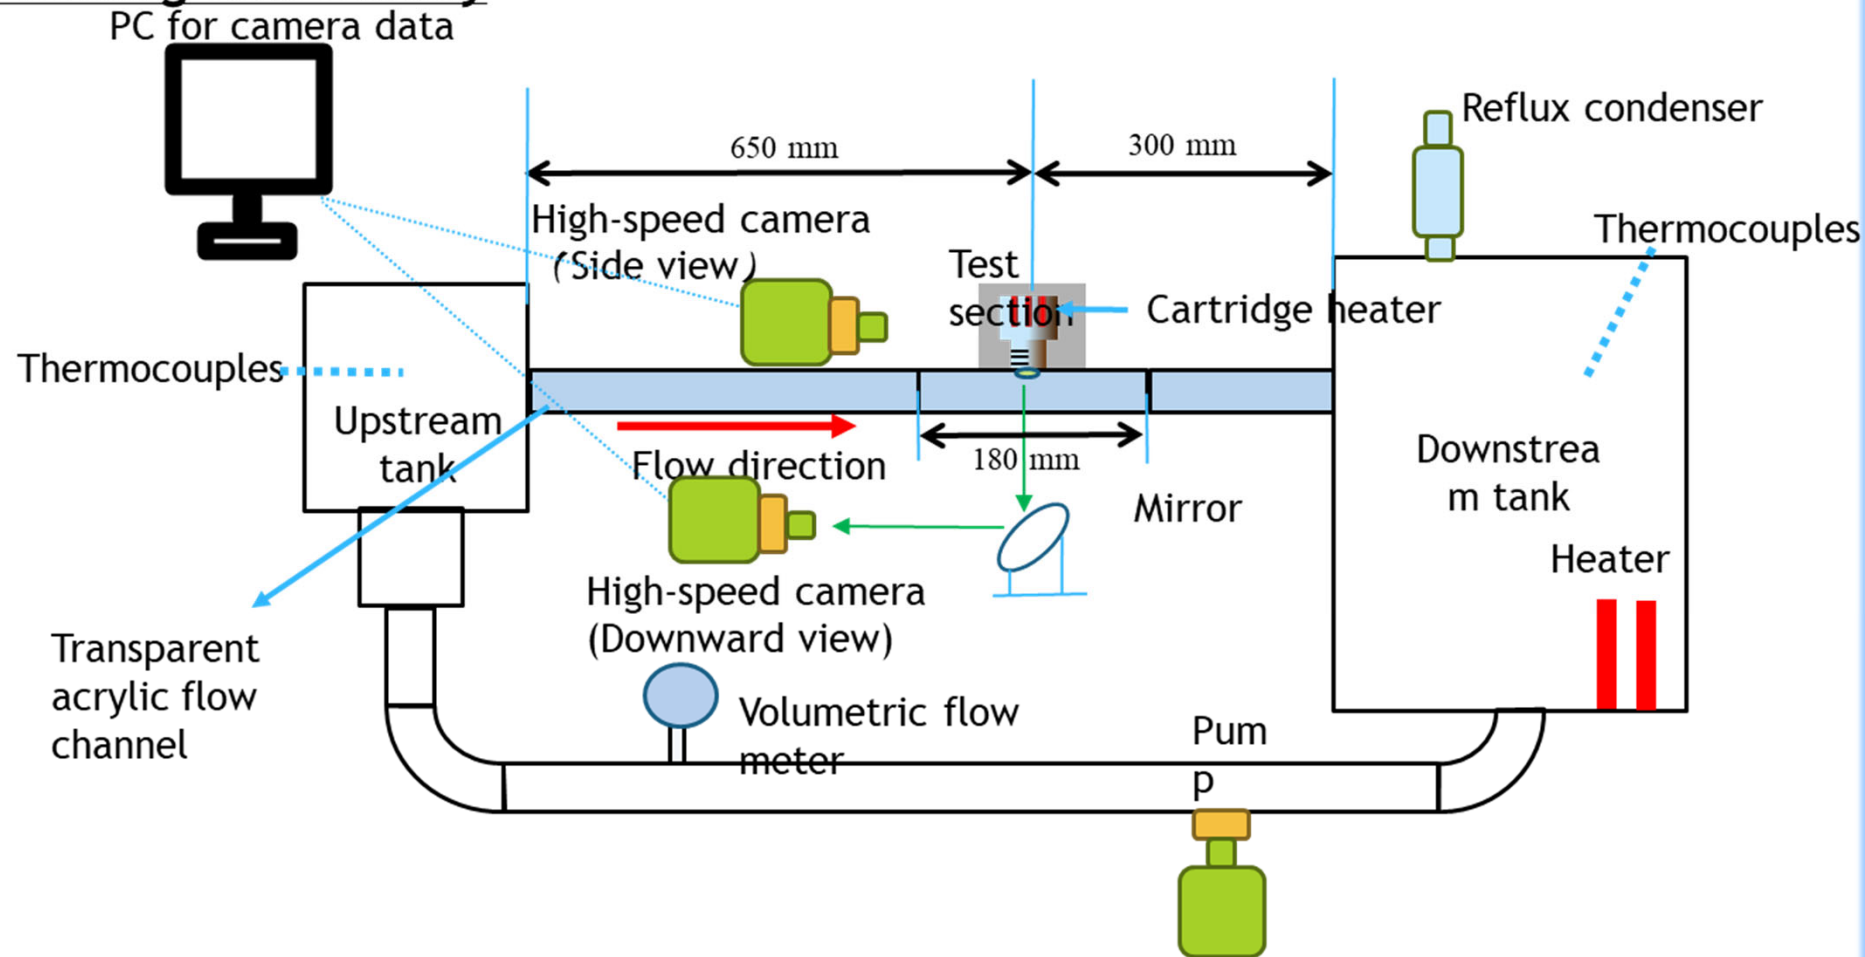 PC for camera data
650 mm
300 mm
Reflux condenser
High-speed camera
(Side view)
Thermocouples
Test
section
Cartridge heater
Thermocouples
Upstream
tank
Flow direction
180 mm
Mirror
Downstrea
m tank
Heater
High-speed camera
(Downward view)
Transparent
acrylic flow
channel
Volumetric flow
meter
Pum
p